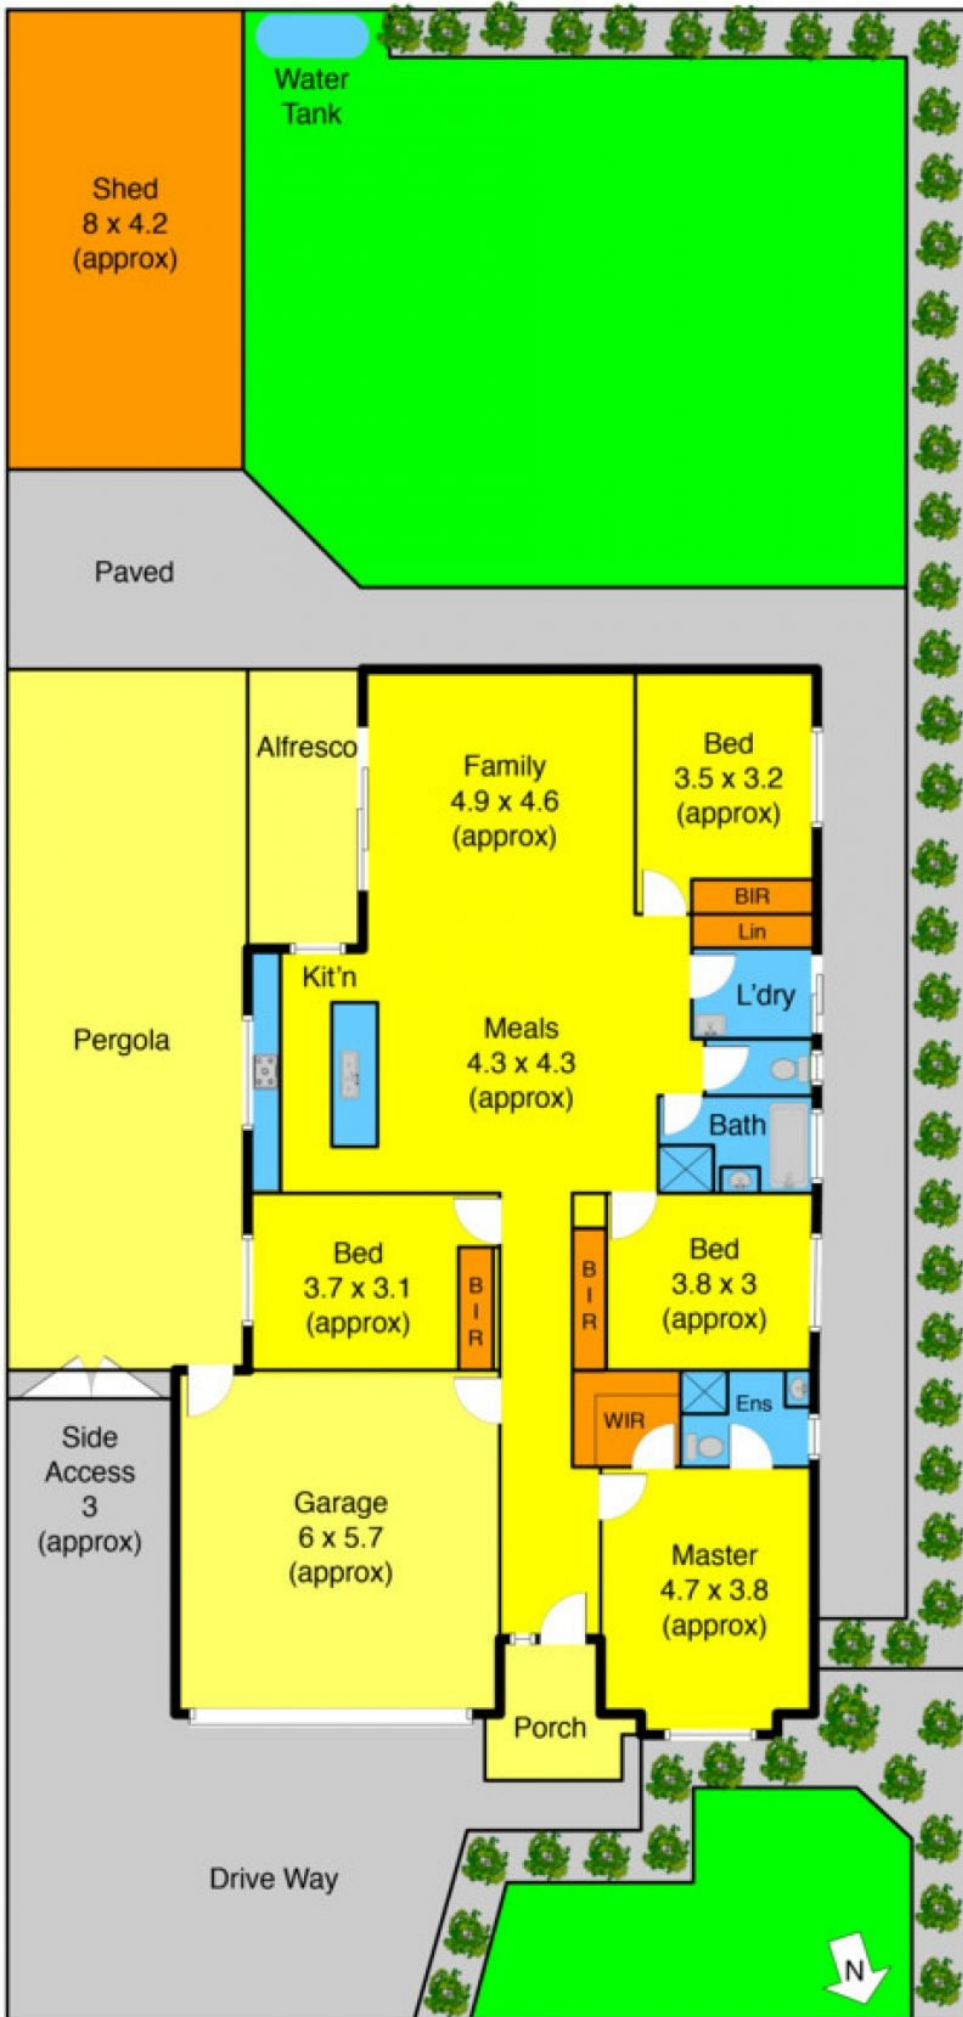 Water
Tank
Shed
8 x 4.2
(approx)
Paved
Alfresco
Family
4.9 x 4.6
(approx)
Bed
3.5 x 3.2
(approx)
BIR
Lin
Kit'n
L'dry
Pergola
Meals
4.3 x 4.3
(approx)
Bath
Bed
3.7 x 3.1
(approx)
B
I
R
B
I
R
Bed
3.8 x 3
(approx)
WIR
Ens
Side
Access
3
(approx)
Garage
6 x 5.7
(approx)
Master
4.7 x 3.8
(approx)
Porch
Drive Way
N